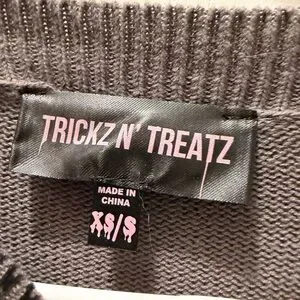 TRICKZ N' TREATZ
MADE IN
CHINA
XS/S